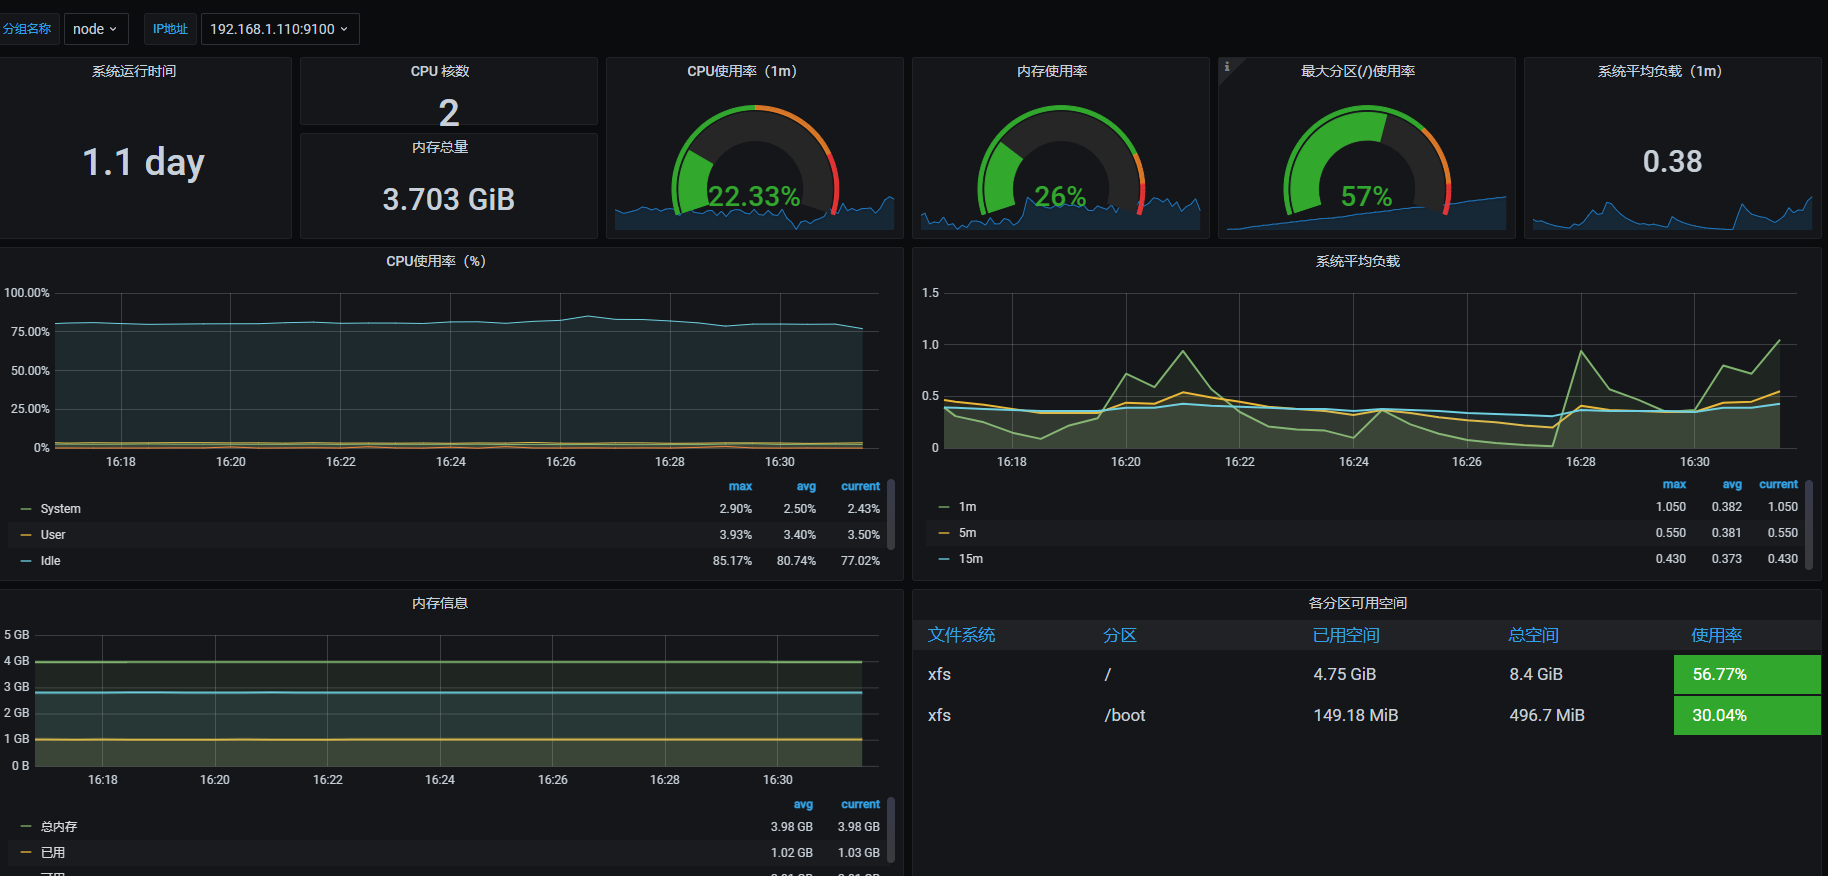 分组名称 node IP地址 192.168.1.110:9100
系统运行时间
1.1 day
CPU 核数
2
内存总量
3.703 GiB
CPU使用率（1m）
22.33%
内存使用率
26%
最大分区(/)使用率
57%
系统平均负载（1m）
0.38
CPU使用率（%）
100.00%
75.00%
50.00%
25.00%
0%
16:18 16:20 16:22 16:24 16:26 16:28 16:30
max avg current
System 2.90% 2.50% 2.43%
User 3.93% 3.40% 3.50%
Idle 85.17% 80.74% 77.02%
系统平均负载
1.5
1.0
0.5
0
16:18 16:20 16:22 16:24 16:26 16:28 16:30
max avg current
1m 1.050 0.382 1.050
5m 0.550 0.381 0.550
15m 0.430 0.373 0.430
内存信息
5 GB
4 GB
3 GB
2 GB
1 GB
0 B
16:18 16:20 16:22 16:24 16:26 16:28 16:30
avg current
总内存 3.98 GB 3.98 GB
已用 1.02 GB 1.03 GB
各分区可用空间
文件系统 分区 已用空间 总空间 使用率
xfs / 4.75 GiB 8.4 GiB 56.77%
xfs /boot 149.18 MiB 496.7 MiB 30.04%